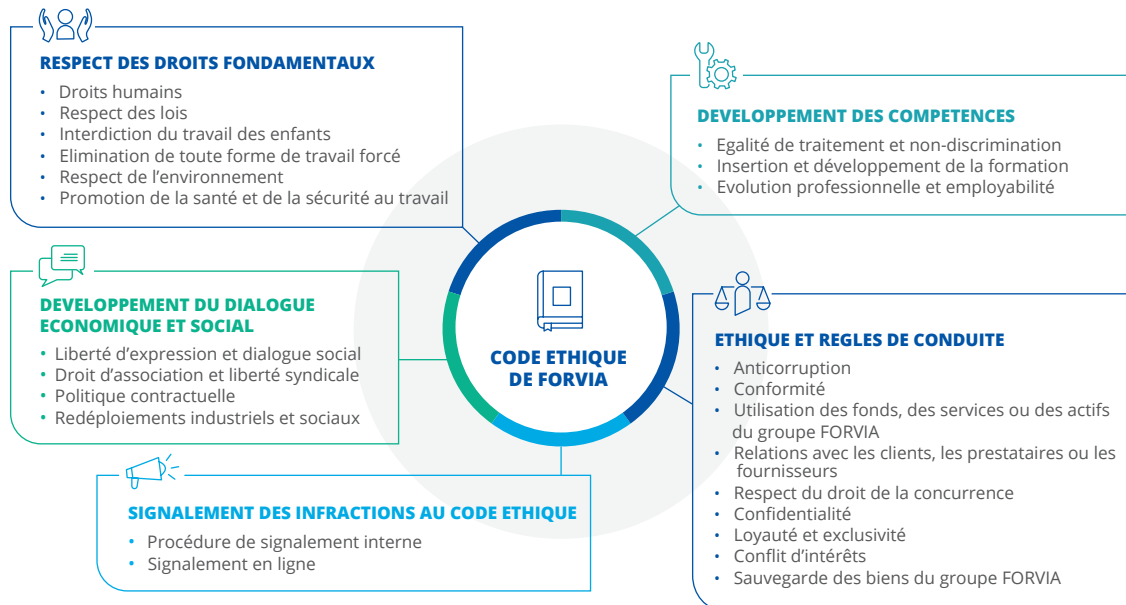 RESPECT DES DROITS FONDAMENTAUX
• Droits humains
• Respect des lois
• Interdiction du travail des enfants
• Elimination de toute forme de travail forcé
• Respect de l’environnement
• Promotion de la santé et de la sécurité au travail
DEVELOPPEMENT DES COMPETENCES
• Egalité de traitement et non-discrimination
• Insertion et développement de la formation
• Evolution professionnelle et employabilité
DEVELOPPEMENT DU DIALOGUE
ECONOMIQUE ET SOCIAL
• Liberté d’expression et dialogue social
• Droit d’association et liberté syndicale
• Politique contractuelle
• Redéploiements industriels et sociaux
CODE ETHIQUE
DE FORVIA
ETHIQUE ET REGLES DE CONDUITE
• Anticorruption
• Conformité
• Utilisation des fonds, des services ou des actifs
du groupe FORVIA
• Relations avec les clients, les prestataires ou les
fournisseurs
• Respect du droit de la concurrence
• Confidentialité
• Loyauté et exclusivité
• Conflit d’intérêts
• Sauvegarde des biens du groupe FORVIA
SIGNALEMENT DES INFRACTIONS AU CODE ETHIQUE
• Procédure de signalement interne
• Signalement en ligne